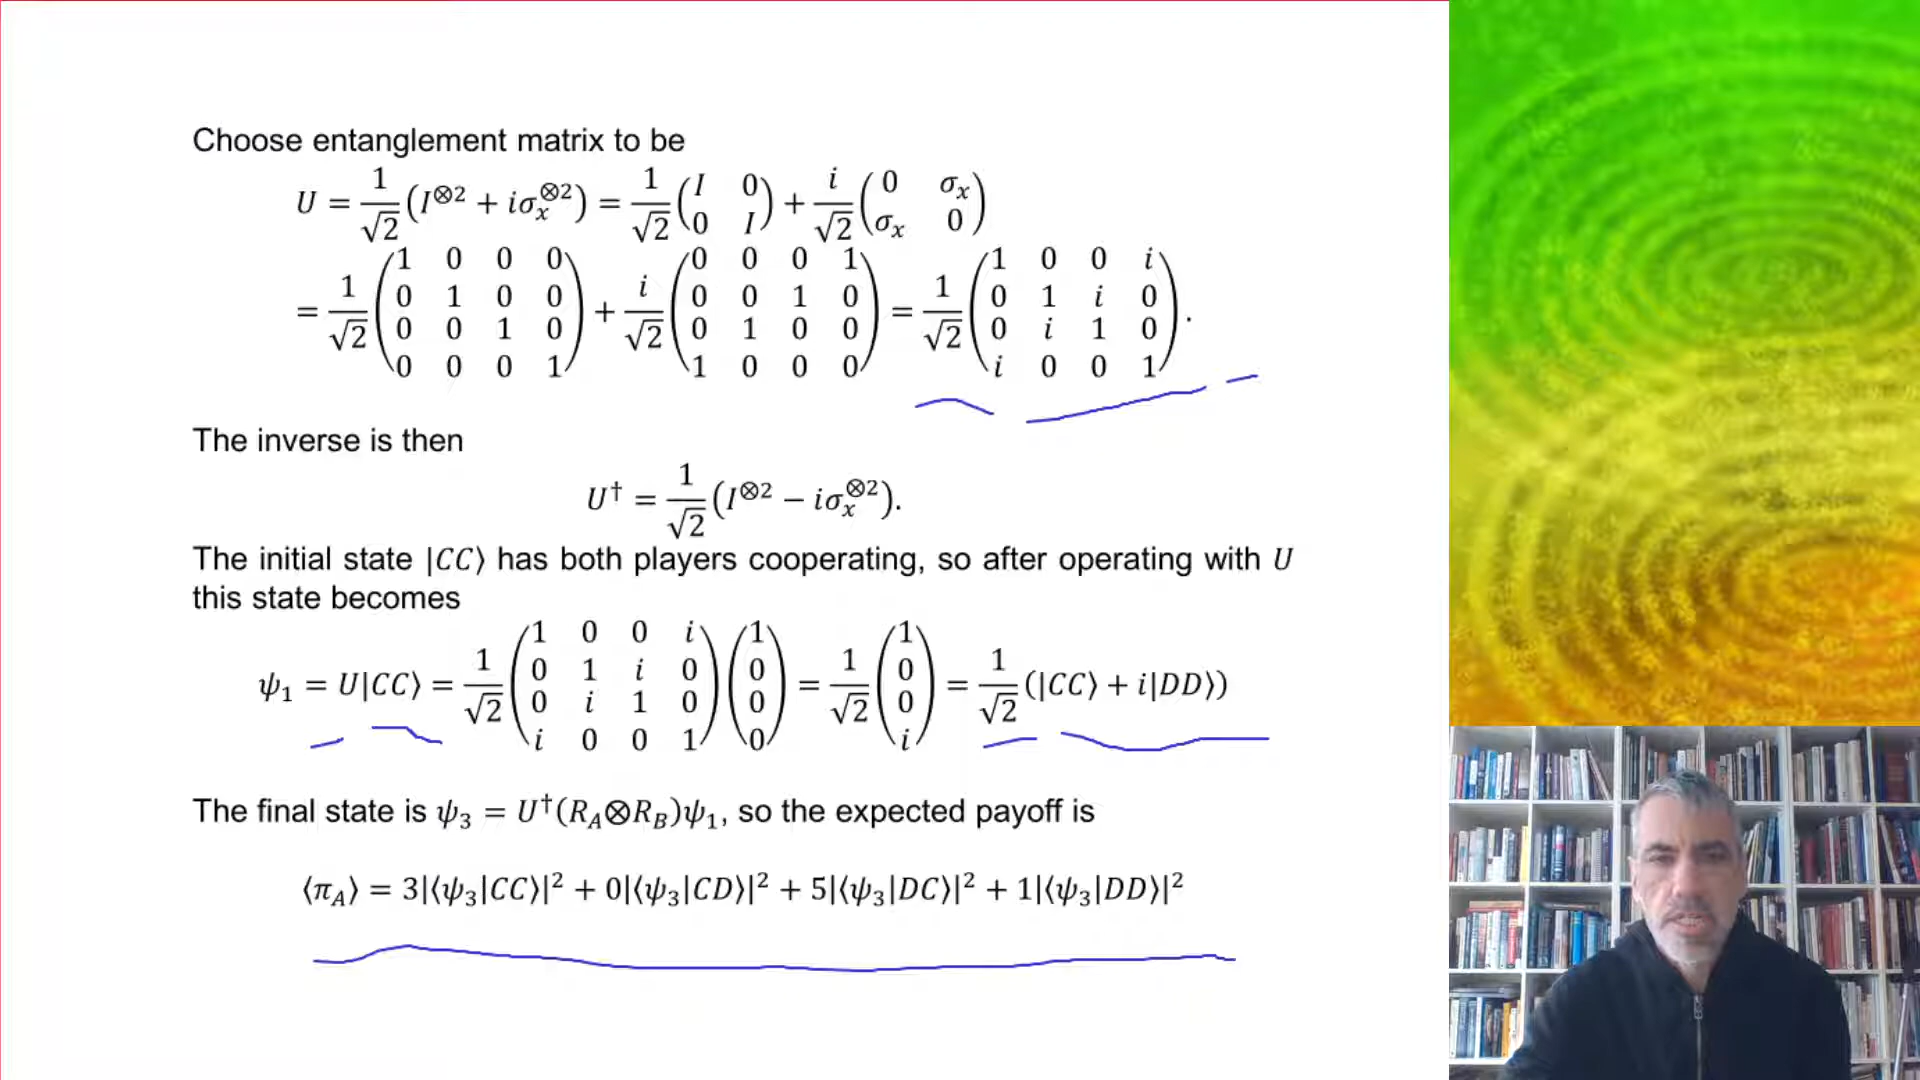 Choose entanglement matrix to be
U = 1/√2 (I^{⊗2} + iσₓ^{⊗2}) = 1/√2 (I 0; 0 I) + i/√2 (0 σₓ; σₓ 0)
= 1/√2 (1 0 0 0; 0 1 0 0; 0 0 1 0; 0 0 0 1) + i/√2 (0 0 0 1; 0 0 1 0; 0 1 0 0; 1 0 0 0) = 1/√2 (1 0 0 i; 0 1 i 0; 0 i 1 0; i 0 0 1).
The inverse is then
U† = 1/√2 (I^{⊗2} − iσₓ^{⊗2}).
The initial state |CC⟩ has both players cooperating, so after operating with U
this state becomes
ψ₁ = U|CC⟩ = 1/√2 (1 0 0 i; 0 1 i 0; 0 i 1 0; i 0 0 1) (1; 0; 0; 0) = 1/√2 (1; 0; 0; i) = 1/√2 (|CC⟩ + i|DD⟩)
The final state is ψ₃ = U†(R_A⊗R_B)ψ₁, so the expected payoff is
⟨π_A⟩ = 3|⟨ψ₃|CC⟩|² + 0|⟨ψ₃|CD⟩|² + 5|⟨ψ₃|DC⟩|² + 1|⟨ψ₃|DD⟩|²